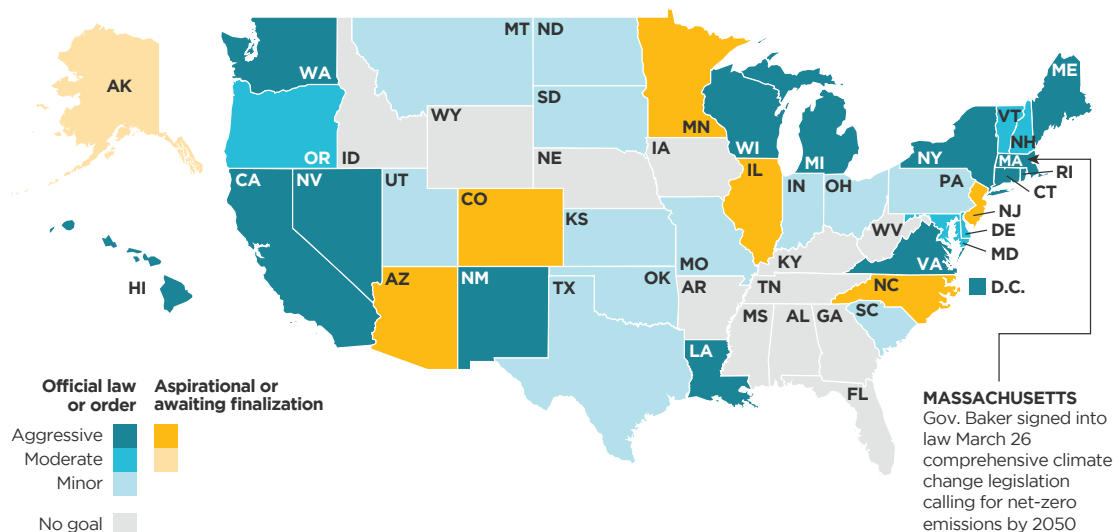 AK
WA
MT
ND
MN
ME
VT
NH
OR
ID
WY
SD
WI
MI
NY
MA
RI
CT
CA
NV
UT
CO
NE
IA
IL
IN
OH
PA
NJ
DE
MD
HI
AZ
NM
KS
MO
KY
WV
VA
D.C.
TX
OK
AR
TN
NC
SC
MS
AL
GA
LA
FL
Official law
or order
Aspirational or
awaiting finalization
Aggressive
Moderate
Minor
No goal
MASSACHUSETTS
Gov. Baker signed into
law March 26
comprehensive climate
change legislation
calling for net-zero
emissions by 2050